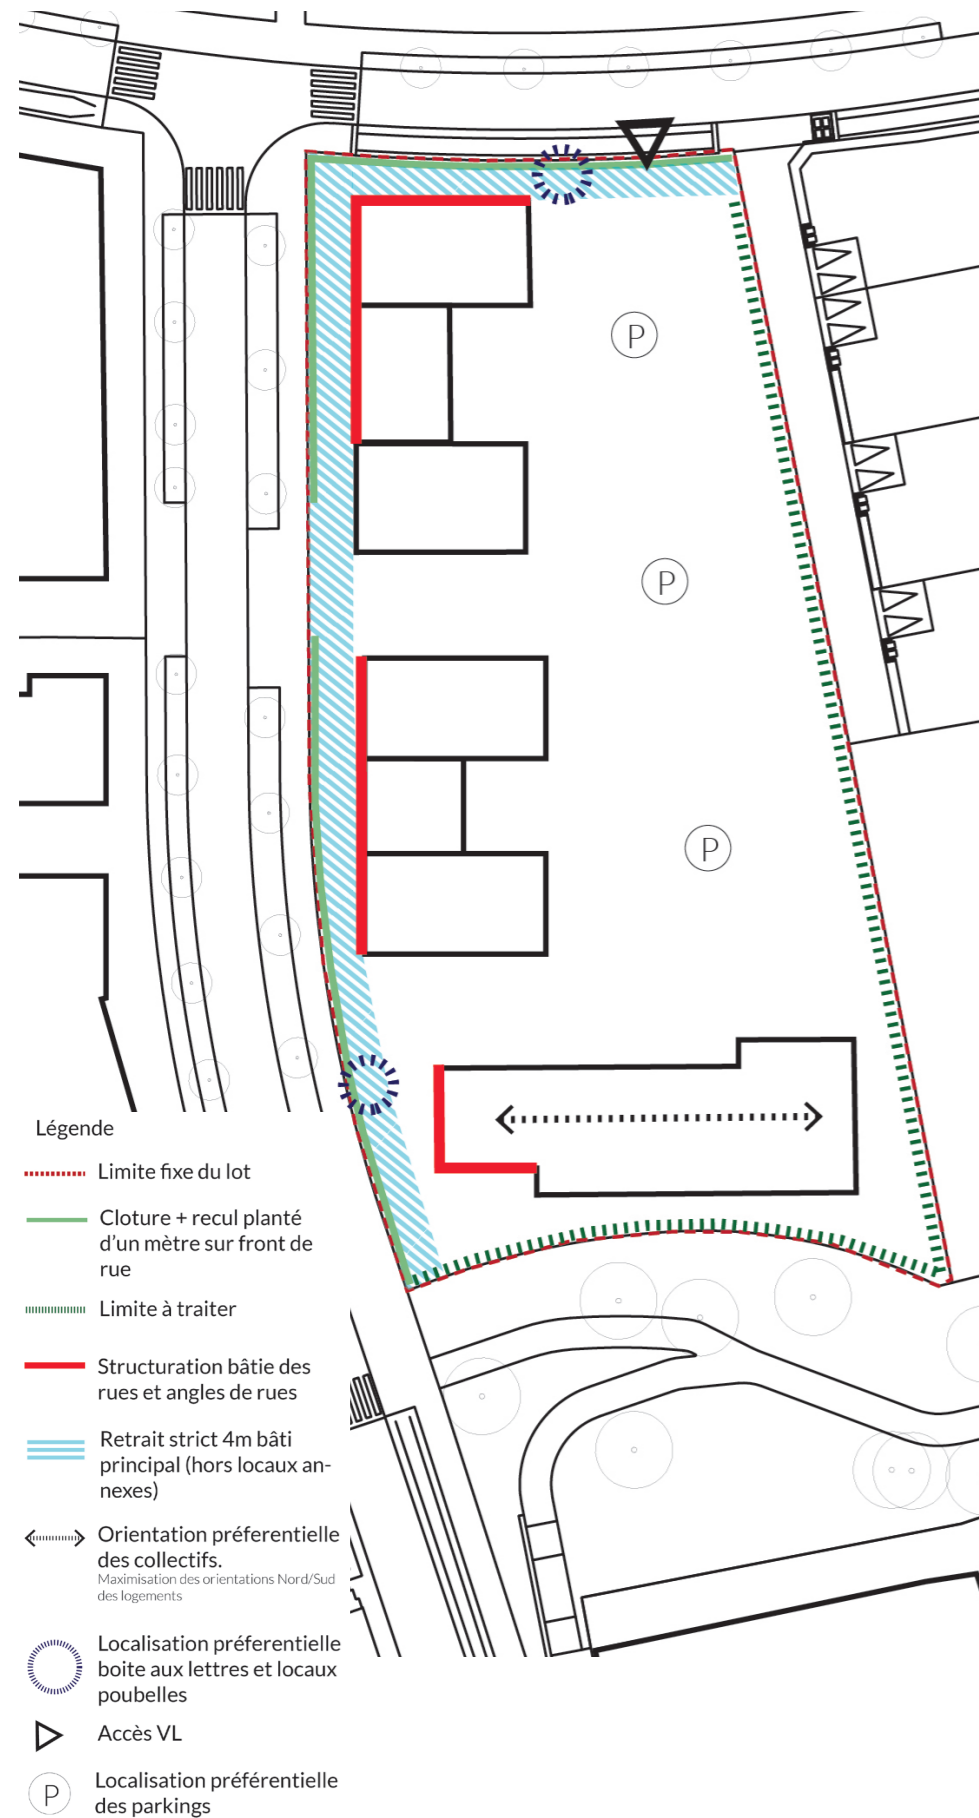 P
P
P
Légende
Limite fixe du lot
Cloture + recul planté
d'un mètre sur front de
rue
Limite à traiter
Structuration bâtie des
rues et angles de rues
Retrait strict 4m bâti
principal (hors locaux an-
nexes)
Orientation préferentielle
des collectifs.
Maximisation des orientations Nord/Sud
des logements
Localisation préferentielle
boite aux lettres et locaux
poubelles
Accès VL
P
Localisation préférentielle
des parkings